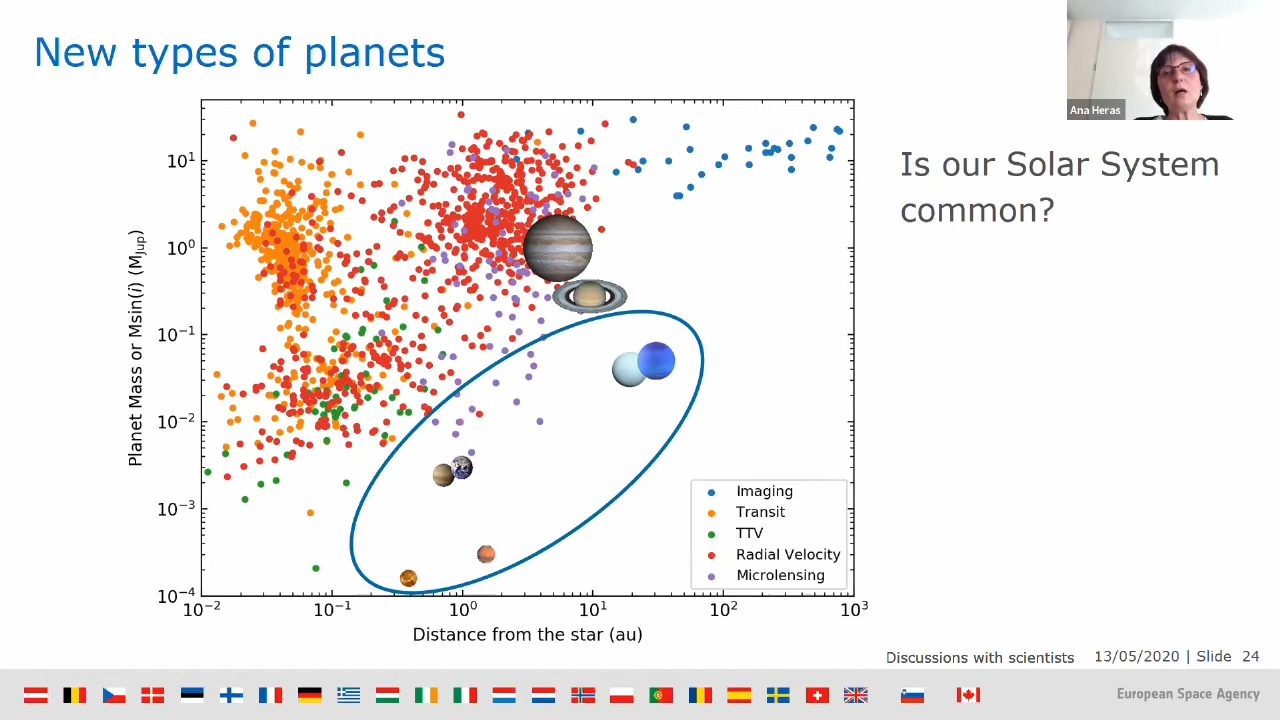 New types of planets
Ana Heras
Is our Solar System
common?
Planet Mass or Msin(i) (M_Jup)
10¹
10⁰
10⁻¹
10⁻²
10⁻³
10⁻⁴
Imaging
Transit
TTV
Radial Velocity
Microlensing
10⁻² 10⁻¹ 10⁰ 10¹ 10² 10³
Distance from the star (au)
Discussions with scientists 13/05/2020 | Slide 24
European Space Agency